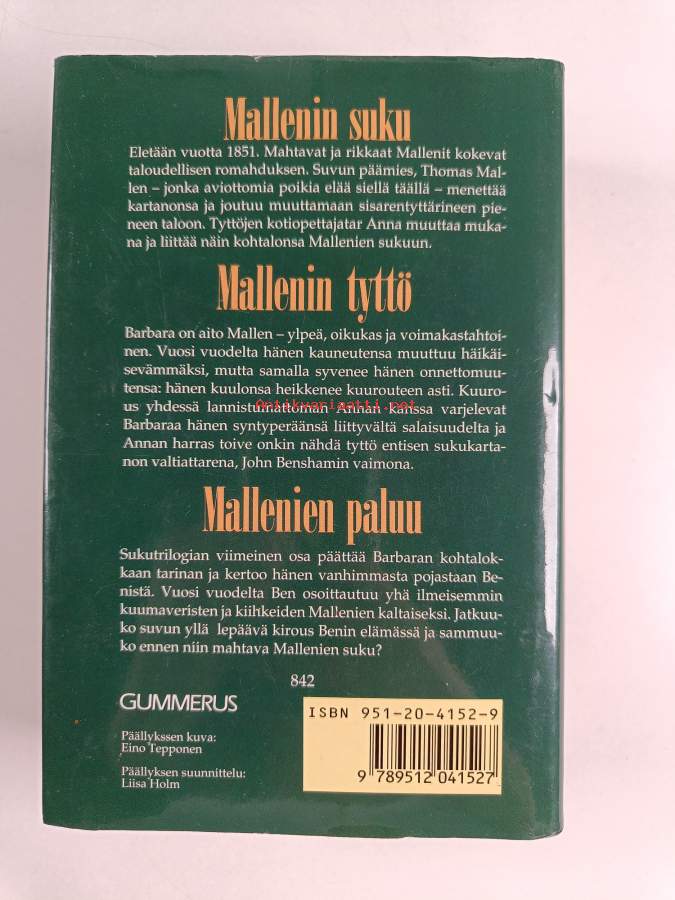 Mallenin suku
Eletään vuotta 1851. Mahtavat ja rikkaat Mallenit kokevat
taloudellisen romahduksen. Suvun päämies, Thomas Mal-
len – jonka aviottomia poikia elää siellä täällä – menettää
kartanonsa ja joutuu muuttamaan sisarentyttärineen pie-
neen taloon. Tyttöjen kotiopettajatar Anna muuttaa muka-
na ja liittää näin kohtalonsa Mallenien sukuun.
Mallenin tyttö
Barbara on aito Mallen – ylpeä, oikukas ja voimakastahtoi-
nen. Vuosi vuodelta hänen kauneutensa muuttuu häikäi-
sevämmäksi, mutta samalla syvenee hänen onnettomuu-
tensa: hänen kuulonsa heikkenee kuurouteen asti. Kuuro-
us yhdessä lannistumattoman Annan kanssa varjelevat
Antikvariaatti.net
Barbaraa hänen syntyperäänsä liittyvältä salaisuudelta ja
Annan harras toive onkin nähdä tyttö entisen sukukarta-
non valtiattarena, John Benshamin vaimona.
Mallenien paluu
Sukutrilogian viimeinen osa päättää Barbaran kohtalok-
kaan tarinan ja kertoo hänen vanhimmasta pojastaan Be-
nistä. Vuosi vuodelta Ben osoittautuu yhä ilmeisemmin
kuumaveristen ja kiihkeiden Mallenien kaltaiseksi. Jatkuu-
ko suvun yllä lepäävä kirous Benin elämässä ja sammuu-
ko ennen niin mahtava Mallenien suku?
842
GUMMERUS
Päällykssen kuva:
Eino Tepponen
Päällyksen suunnittelu:
Liisa Holm
ISBN 951-20-4152-9
9 789512 041527